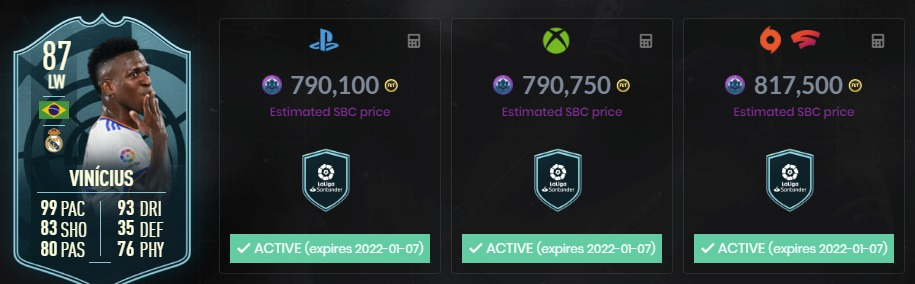 87
LW
VINÍCIUS
99 PAC
83 SHO
80 PAS
93 DRI
35 DEF
76 PHY
790,100
Estimated SBC price
LaLiga
Santander
ACTIVE (expires 2022-01-07)
790,750
Estimated SBC price
LaLiga
Santander
ACTIVE (expires 2022-01-07)
817,500
Estimated SBC price
LaLiga
Santander
ACTIVE (expires 2022-01-07)